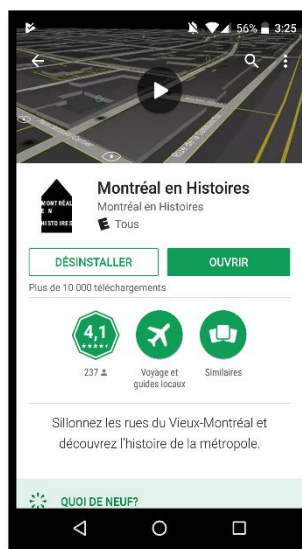 56% 3:25
Montréal en Histoires
MONTRÉAL
EN
HISTOIRES
Montréal en Histoires
E Tous
DÉSINSTALLER
OUVRIR
Plus de 10 000 téléchargements
4,1
237
Voyage et
guides locaux
Similaires
Sillonnez les rues du Vieux-Montréal et
découvrez l'histoire de la métropole.
QUOI DE NEUF?